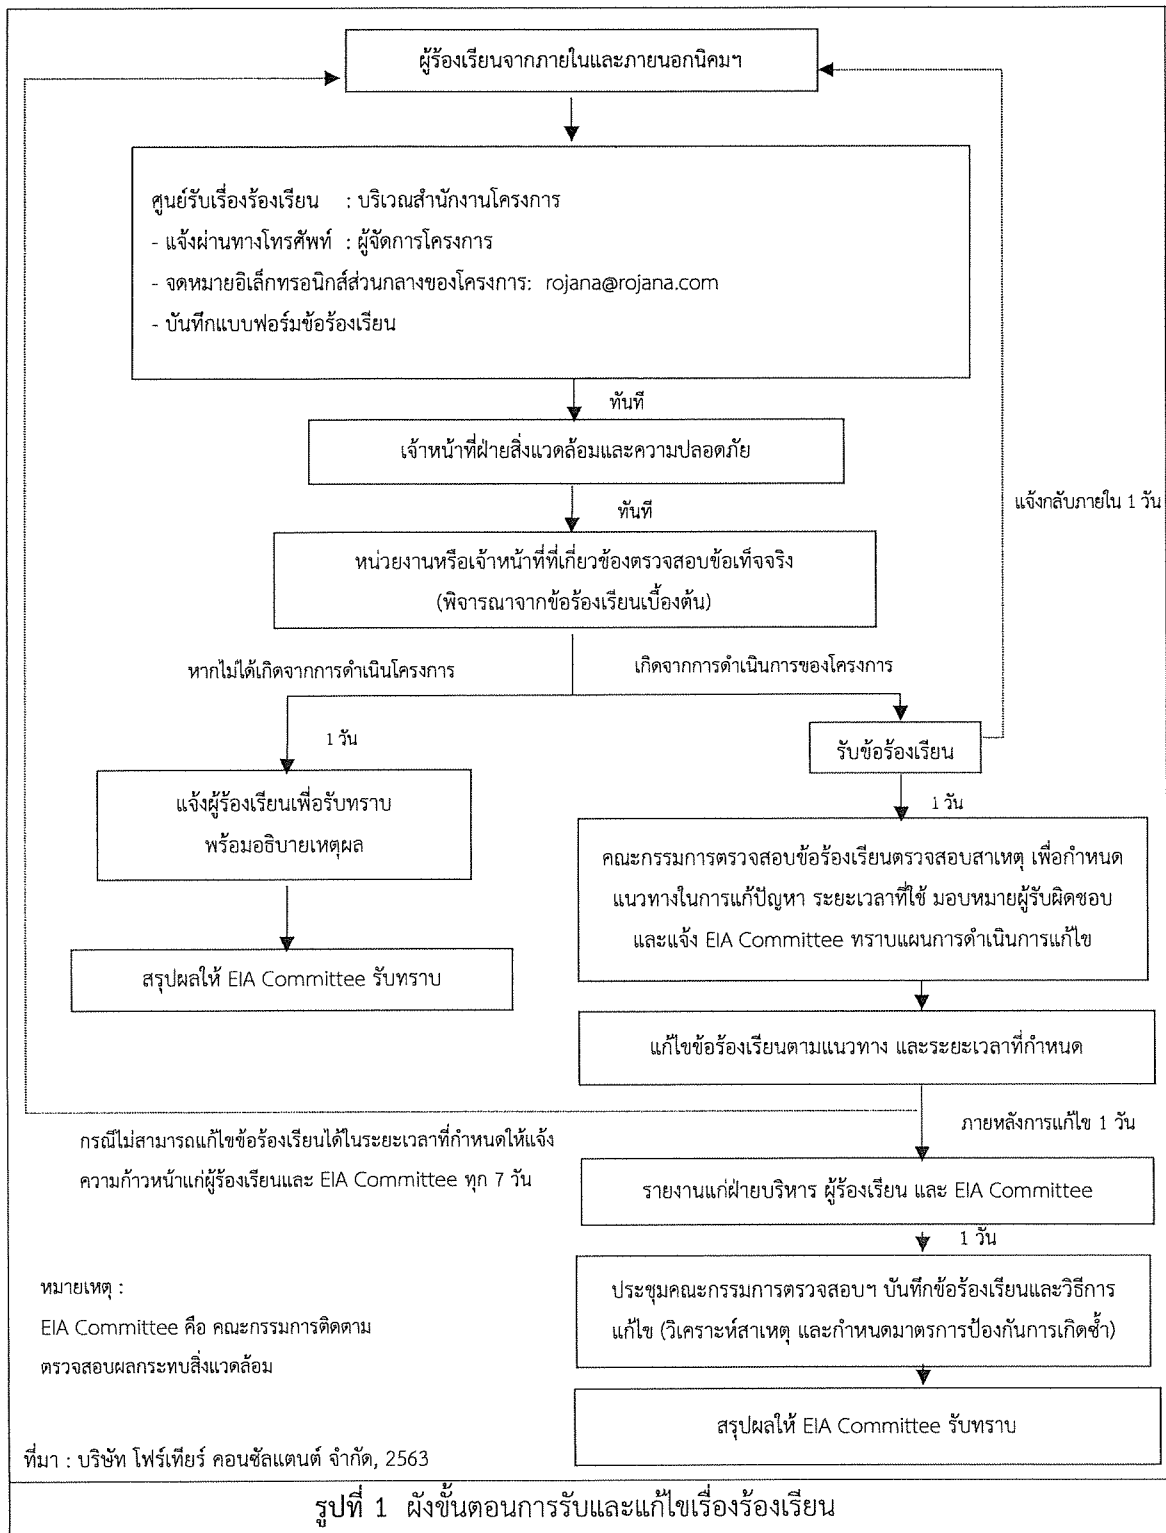 ผู้ร้องเรียนจากภายในและภายนอกนิคมฯ
ศูนย์รับเรื่องร้องเรียน : บริเวณสำนักงานโครงการ
- แจ้งผ่านทางโทรศัพท์ : ผู้จัดการโครงการ
- จดหมายอิเล็กทรอนิกส์ส่วนกลางของโครงการ: rojana@rojana.com
- บันทึกแบบฟอร์มข้อร้องเรียน
ทันที
เจ้าหน้าที่ฝ่ายสิ่งแวดล้อมและความปลอดภัย
แจ้งกลับภายใน 1 วัน
ทันที
หน่วยงานหรือเจ้าหน้าที่ที่เกี่ยวข้องตรวจสอบข้อเท็จจริง
(พิจารณาจากข้อร้องเรียนเบื้องต้น)
หากไม่ได้เกิดจากการดำเนินโครงการ
เกิดจากการดำเนินการของโครงการ
1 วัน
แจ้งผู้ร้องเรียนเพื่อรับทราบ
พร้อมอธิบายเหตุผล
สรุปผลให้ EIA Committee รับทราบ
รับข้อร้องเรียน
1 วัน
คณะกรรมการตรวจสอบข้อร้องเรียนตรวจสอบสาเหตุ เพื่อกำหนด
แนวทางในการแก้ปัญหา ระยะเวลาที่ใช้ มอบหมายผู้รับผิดชอบ
และแจ้ง EIA Committee ทราบแผนการดำเนินการแก้ไข
แก้ไขข้อร้องเรียนตามแนวทาง และระยะเวลาที่กำหนด
ภายหลังการแก้ไข 1 วัน
กรณีไม่สามารถแก้ไขข้อร้องเรียนได้ในระยะเวลาที่กำหนดให้แจ้ง
ความก้าวหน้าแก่ผู้ร้องเรียนและ EIA Committee ทุก 7 วัน
รายงานแก่ฝ่ายบริหาร ผู้ร้องเรียน และ EIA Committee
1 วัน
ประชุมคณะกรรมการตรวจสอบฯ บันทึกข้อร้องเรียนและวิธีการ
แก้ไข (วิเคราะห์สาเหตุ และกำหนดมาตรการป้องกันการเกิดซ้ำ)
สรุปผลให้ EIA Committee รับทราบ
หมายเหตุ :
EIA Committee คือ คณะกรรมการติดตาม
ตรวจสอบผลกระทบสิ่งแวดล้อม
ที่มา : บริษัท โฟร์เทียร์ คอนซัลแตนต์ จำกัด, 2563
รูปที่ 1 ผังขั้นตอนการรับและแก้ไขเรื่องร้องเรียน